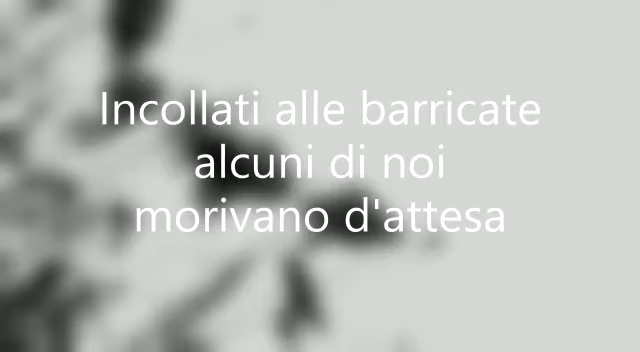 Incollati alle barricate
alcuni di noi
morivano d'attesa